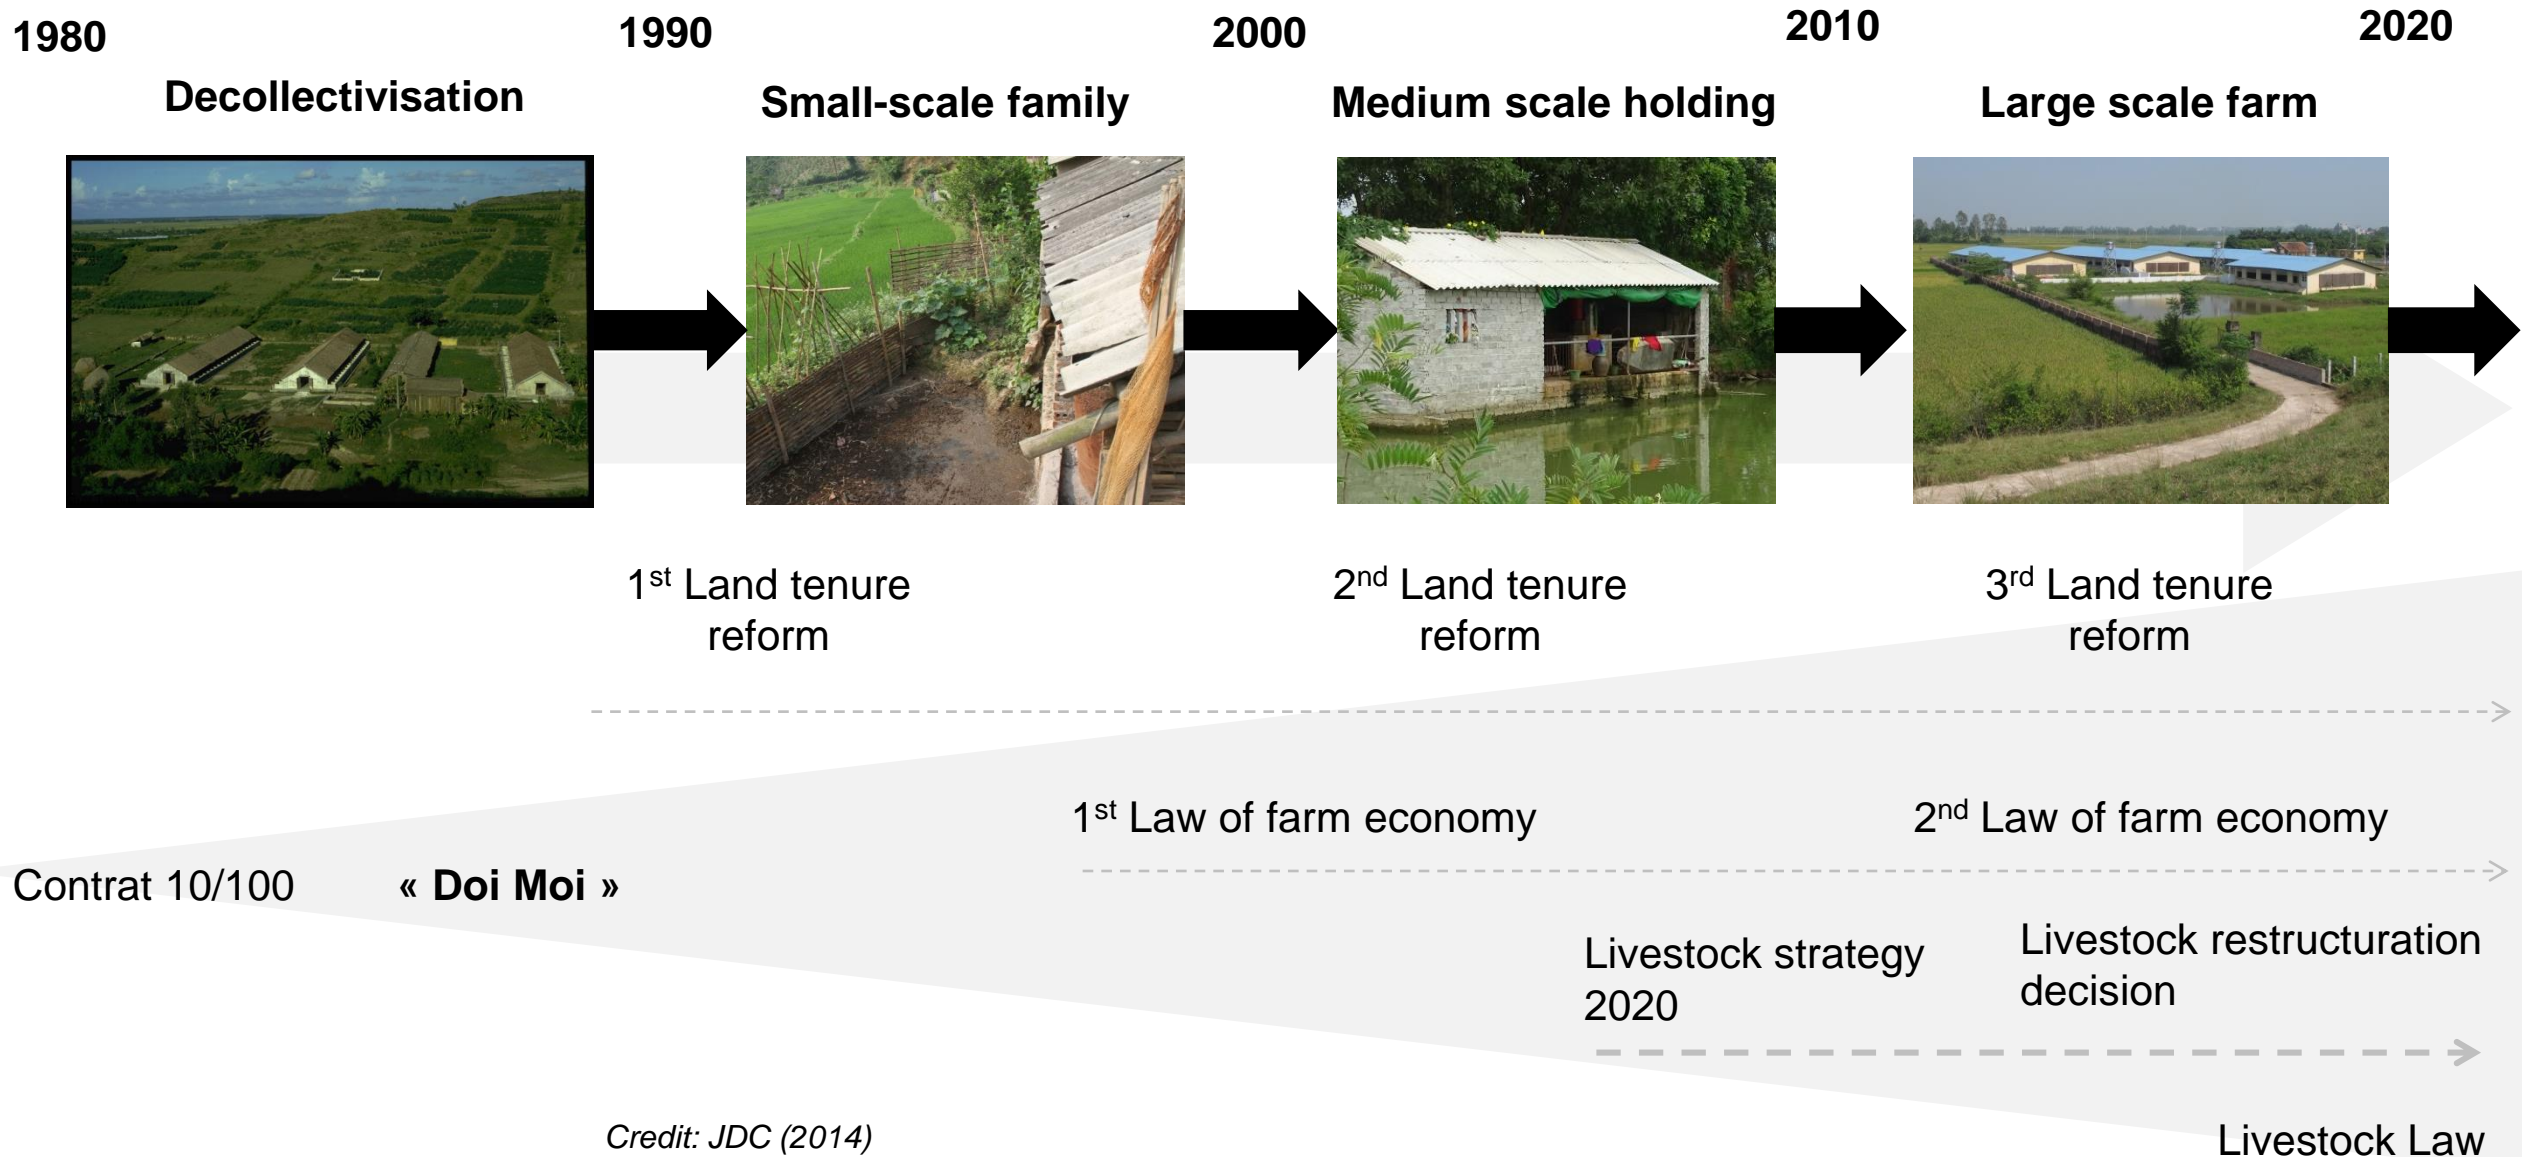 1980 1990 2000 2010 2020
Decollectivisation Small-scale family Medium scale holding Large scale farm
1st Land tenure
reform
2nd Land tenure
reform
3rd Land tenure
reform
1st Law of farm economy
2nd Law of farm economy
Contrat 10/100 « Doi Moi »
Livestock strategy
2020
Livestock restructuration
decision
Credit: JDC (2014)
Livestock Law